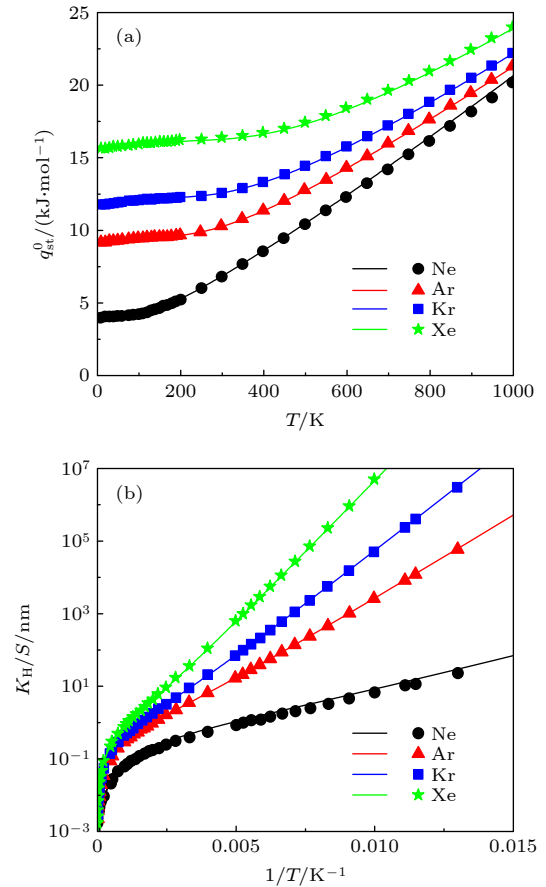 (a)
25
20
15
10
5
0
q⁰st/(kJ·mol⁻¹)
Ne
Ar
Kr
Xe
0 200 400 600 800 1000
T/K
(b)
10⁷
10⁵
10³
10¹
10⁻¹
10⁻³
K_H/S/nm
Ne
Ar
Kr
Xe
0 0.005 0.010 0.015
1/T/K⁻¹